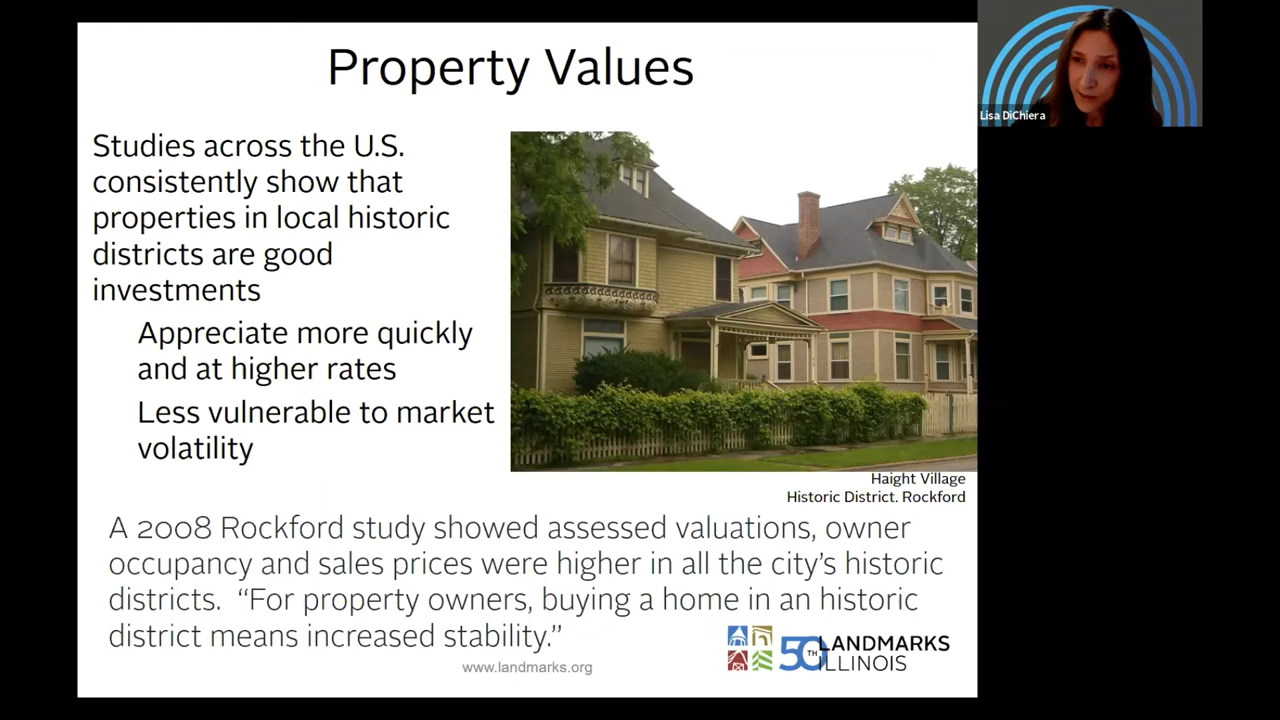 Property Values
Lisa DiChiera
Studies across the U.S.
consistently show that
properties in local historic
districts are good
investments
Appreciate more quickly
and at higher rates
Less vulnerable to market
volatility
Haight Village
Historic District. Rockford
A 2008 Rockford study showed assessed valuations, owner
occupancy and sales prices were higher in all the city's historic
districts. “For property owners, buying a home in an historic
district means increased stability.”
50TH LANDMARKS
ILLINOIS
www.landmarks.org